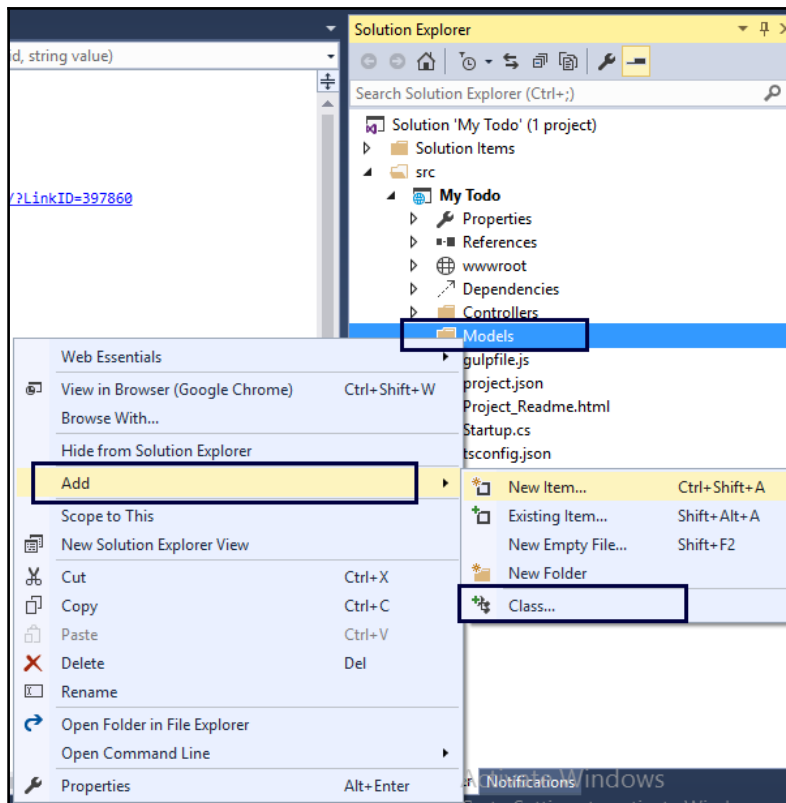 Solution Explorer
id, string value)
Search Solution Explorer (Ctrl+;)
Solution 'My Todo' (1 project)
Solution Items
src
/?LinkID=397860
My Todo
Properties
References
wwwroot
Dependencies
Controllers
Models
gulpfile.js
project.json
Project_Readme.html
Startup.cs
tsconfig.json
Web Essentials
View in Browser (Google Chrome) Ctrl+Shift+W
Browse With...
Hide from Solution Explorer
Add
Scope to This
New Solution Explorer View
Cut Ctrl+X
Copy Ctrl+C
Paste Ctrl+V
Delete Del
Rename
Open Folder in File Explorer
Open Command Line
Properties Alt+Enter
New Item... Ctrl+Shift+A
Existing Item... Shift+Alt+A
New Empty File... Shift+F2
New Folder
Class...
Notifications
Activate Windows